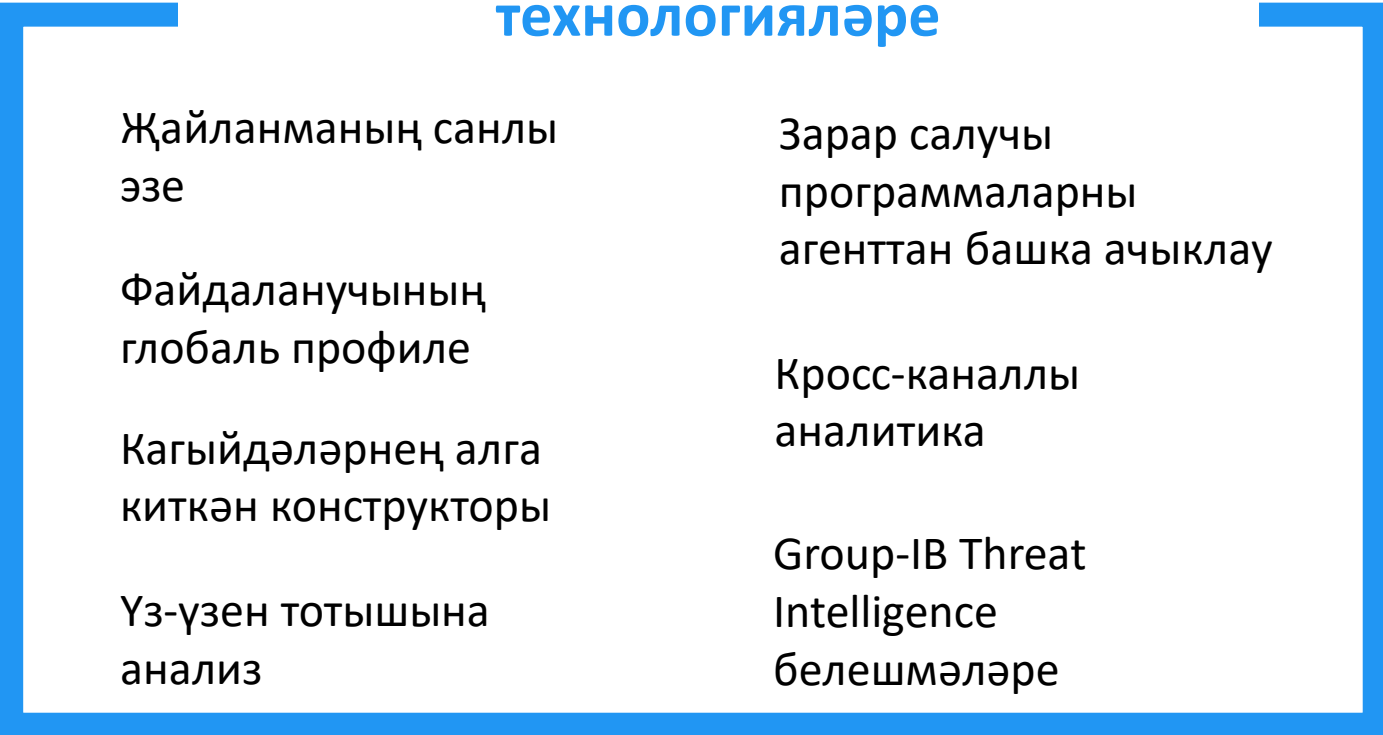 технологияләре
Җайланманың санлы
эзе
Файдаланучының
глобаль профиле
Кагыйдәләрнең алга
киткән конструкторы
Үз-үзен тотышына
анализ
Зарар салучы
программаларны
агенттан башка ачыклау
Кросс-каналлы
аналитика
Group-IB Threat
Intelligence
белешмәләре